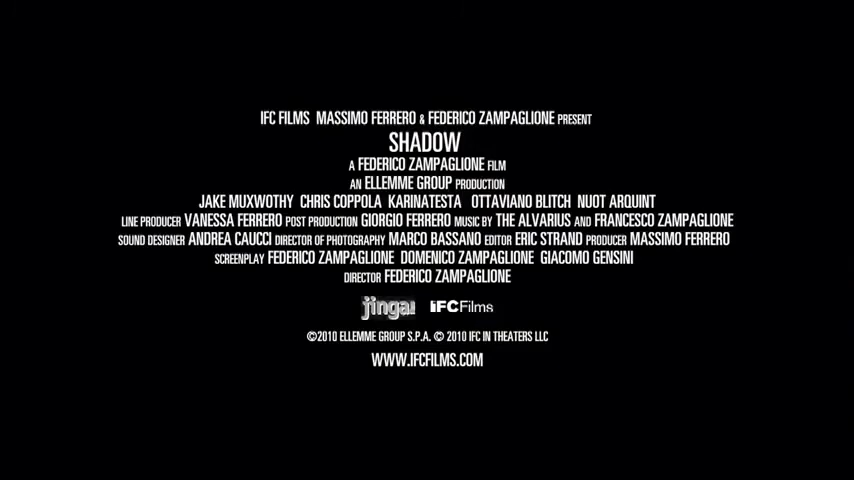 IFC FILMS MASSIMO FERRERO & FEDERICO ZAMPAGLIONE PRESENT
SHADOW
A FEDERICO ZAMPAGLIONE FILM
AN ELLEMME GROUP PRODUCTION
JAKE MUXWOTHY CHRIS COPPOLA KARINATESTA OTTAVIANO BLITCH NUOT ARQUINT
LINE PRODUCER VANESSA FERRERO POST PRODUCTION GIORGIO FERRERO MUSIC BY THE ALVARIUS AND FRANCESCO ZAMPAGLIONE
SOUND DESIGNER ANDREA CAUCCI DIRECTOR OF PHOTOGRAPHY MARCO BASSANO EDITOR ERIC STRAND PRODUCER MASSIMO FERRERO
SCREENPLAY FEDERICO ZAMPAGLIONE DOMENICO ZAMPAGLIONE GIACOMO GENSINI
DIRECTOR FEDERICO ZAMPAGLIONE
jinga IFC Films
©2010 ELLEMME GROUP S.P.A. © 2010 IFC IN THEATERS LLC
WWW.IFCFILMS.COM